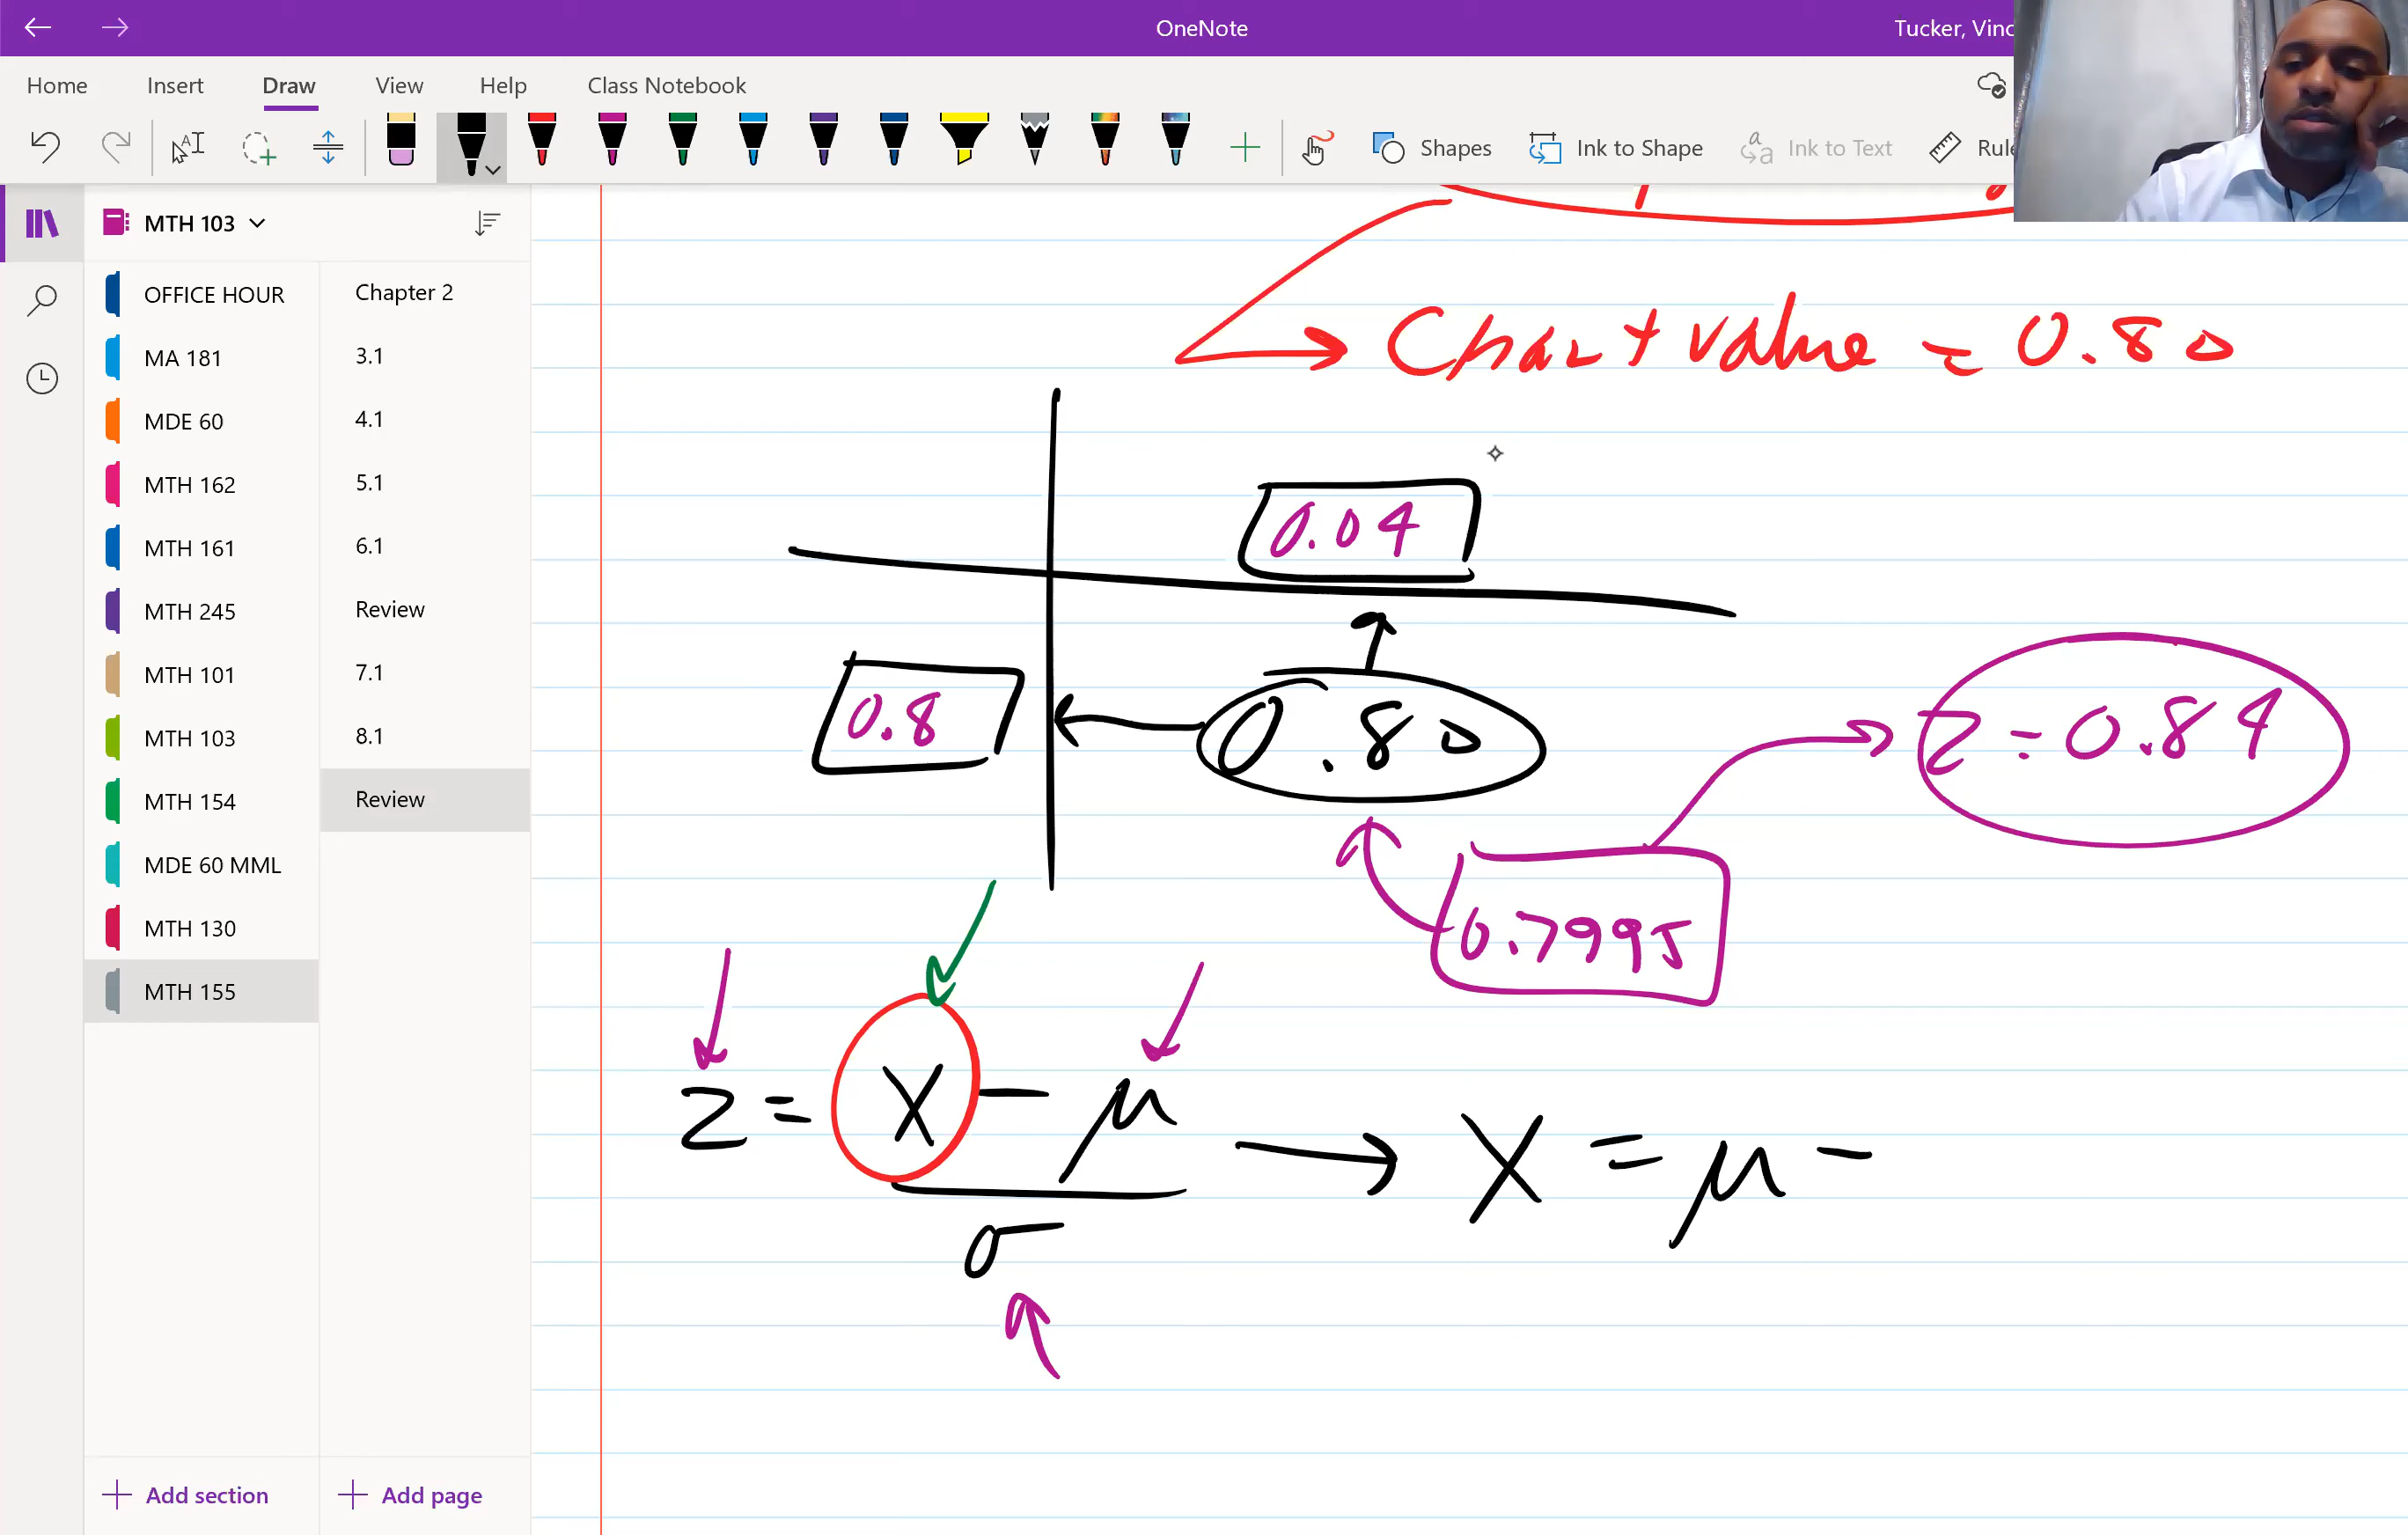 OneNote
Tucker, Vinc
Home Insert Draw View Help Class Notebook
Shapes Ink to Shape Ink to Text Rule
MTH 103
OFFICE HOUR
MA 181
MDE 60
MTH 162
MTH 161
MTH 245
MTH 101
MTH 103
MTH 154
MDE 60 MML
MTH 130
MTH 155
Add section
Chapter 2
3.1
4.1
5.1
6.1
Review
7.1
8.1
Review
Add page
Chart value = 0.80
0.04
0.8 0.80
z = 0.84
0.7995
z = x - μ → x = μ -
σ